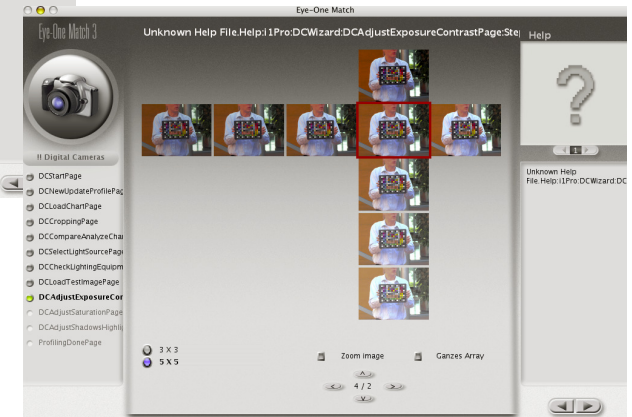 Eye-One Match
Eye-One Match 3
Unknown Help File.Help:i1Pro:DCWizard:DCAdjustExposureContrastPage:Ste
Help
!! Digital Cameras
1
DCStartPage
DCNewUpdateProfilePag
DCLoadChartPage
DCCroppingPage
DCCompareAnalyzeChar
DCSelectLightSourcePage
DCCheckLightingEquipm
DCLoadTestImagePage
DCAdjustExposureCon
DCAdjustSaturationPage
DCAdjustShadowsHighli
ProfilingDonePage
Unknown Help
File.Help:i1Pro:DCWizard:DC
3 X 3
5 X 5
Zoom image
Ganzes Array
4 / 2